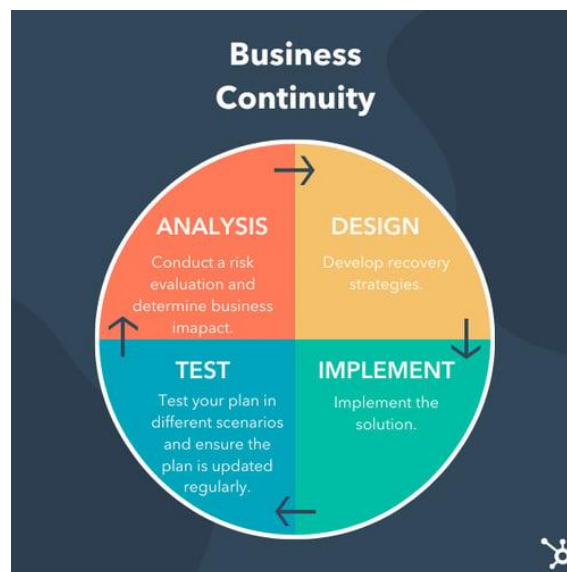 Business
Continuity
ANALYSIS
Conduct a risk
evaluation and
determine business
imapact.
DESIGN
Develop recovery
strategies.
TEST
Test your plan in
different scenarios
and ensure the
plan is updated
regularly.
IMPLEMENT
Implement the
solution.